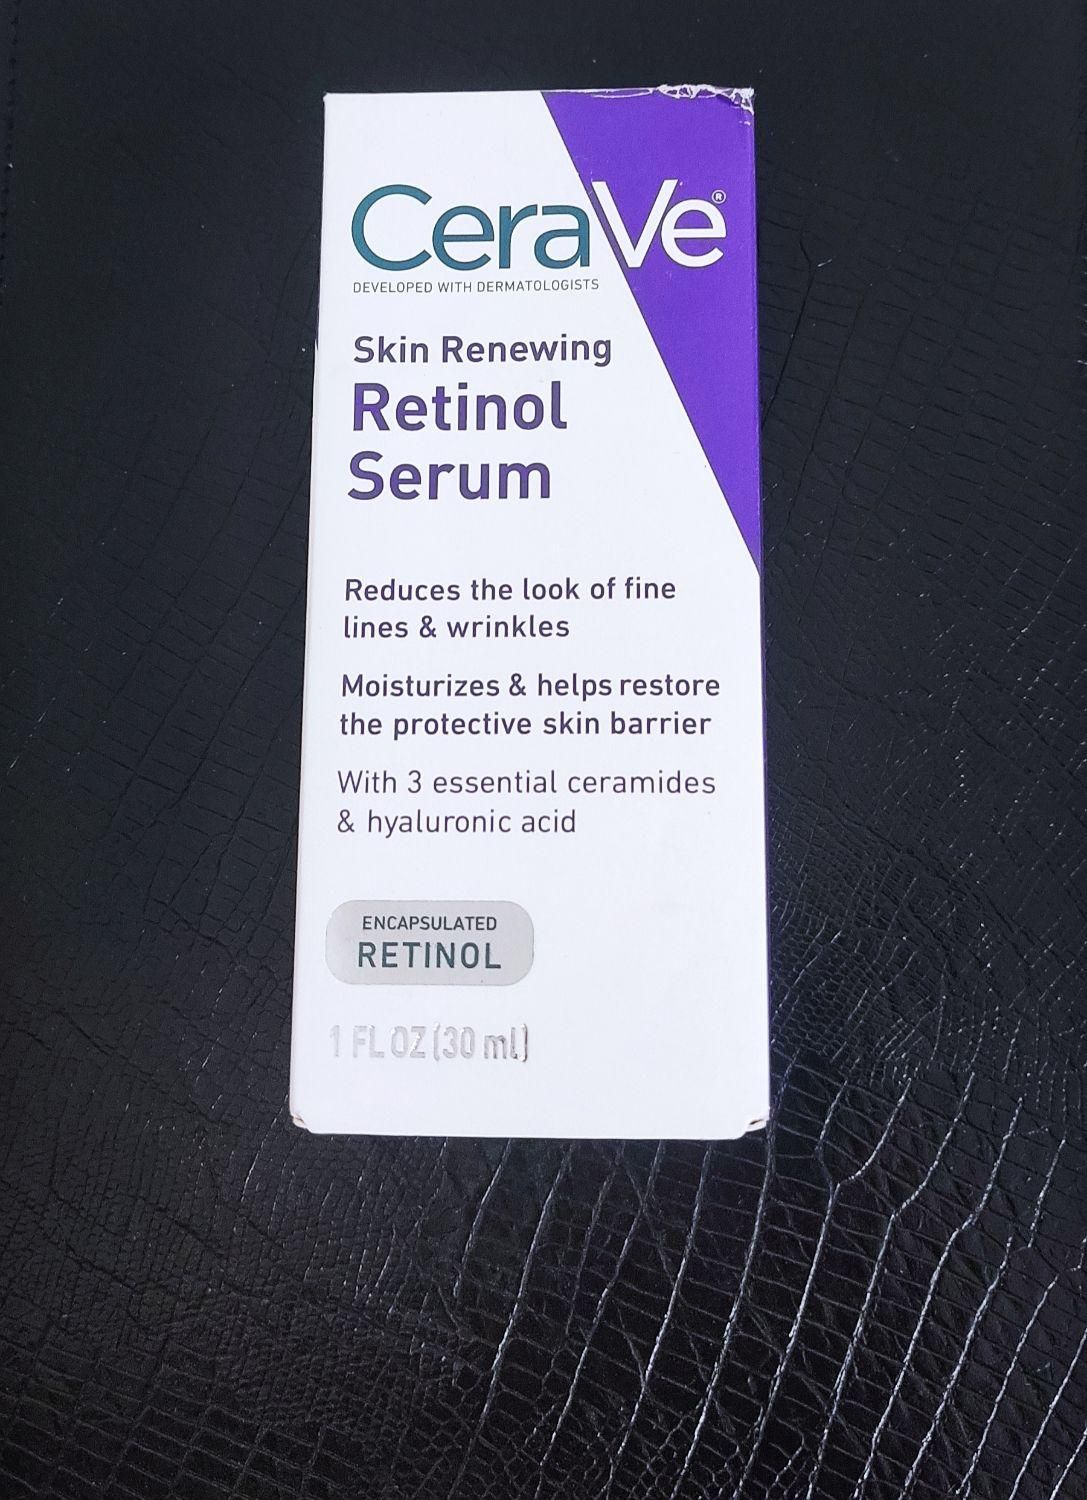 CeraVe®
DEVELOPED WITH DERMATOLOGISTS
Skin Renewing
Retinol
Serum
Reduces the look of fine
lines & wrinkles
Moisturizes & helps restore
the protective skin barrier
With 3 essential ceramides
& hyaluronic acid
ENCAPSULATED
RETINOL
1 FL OZ (30 ml)